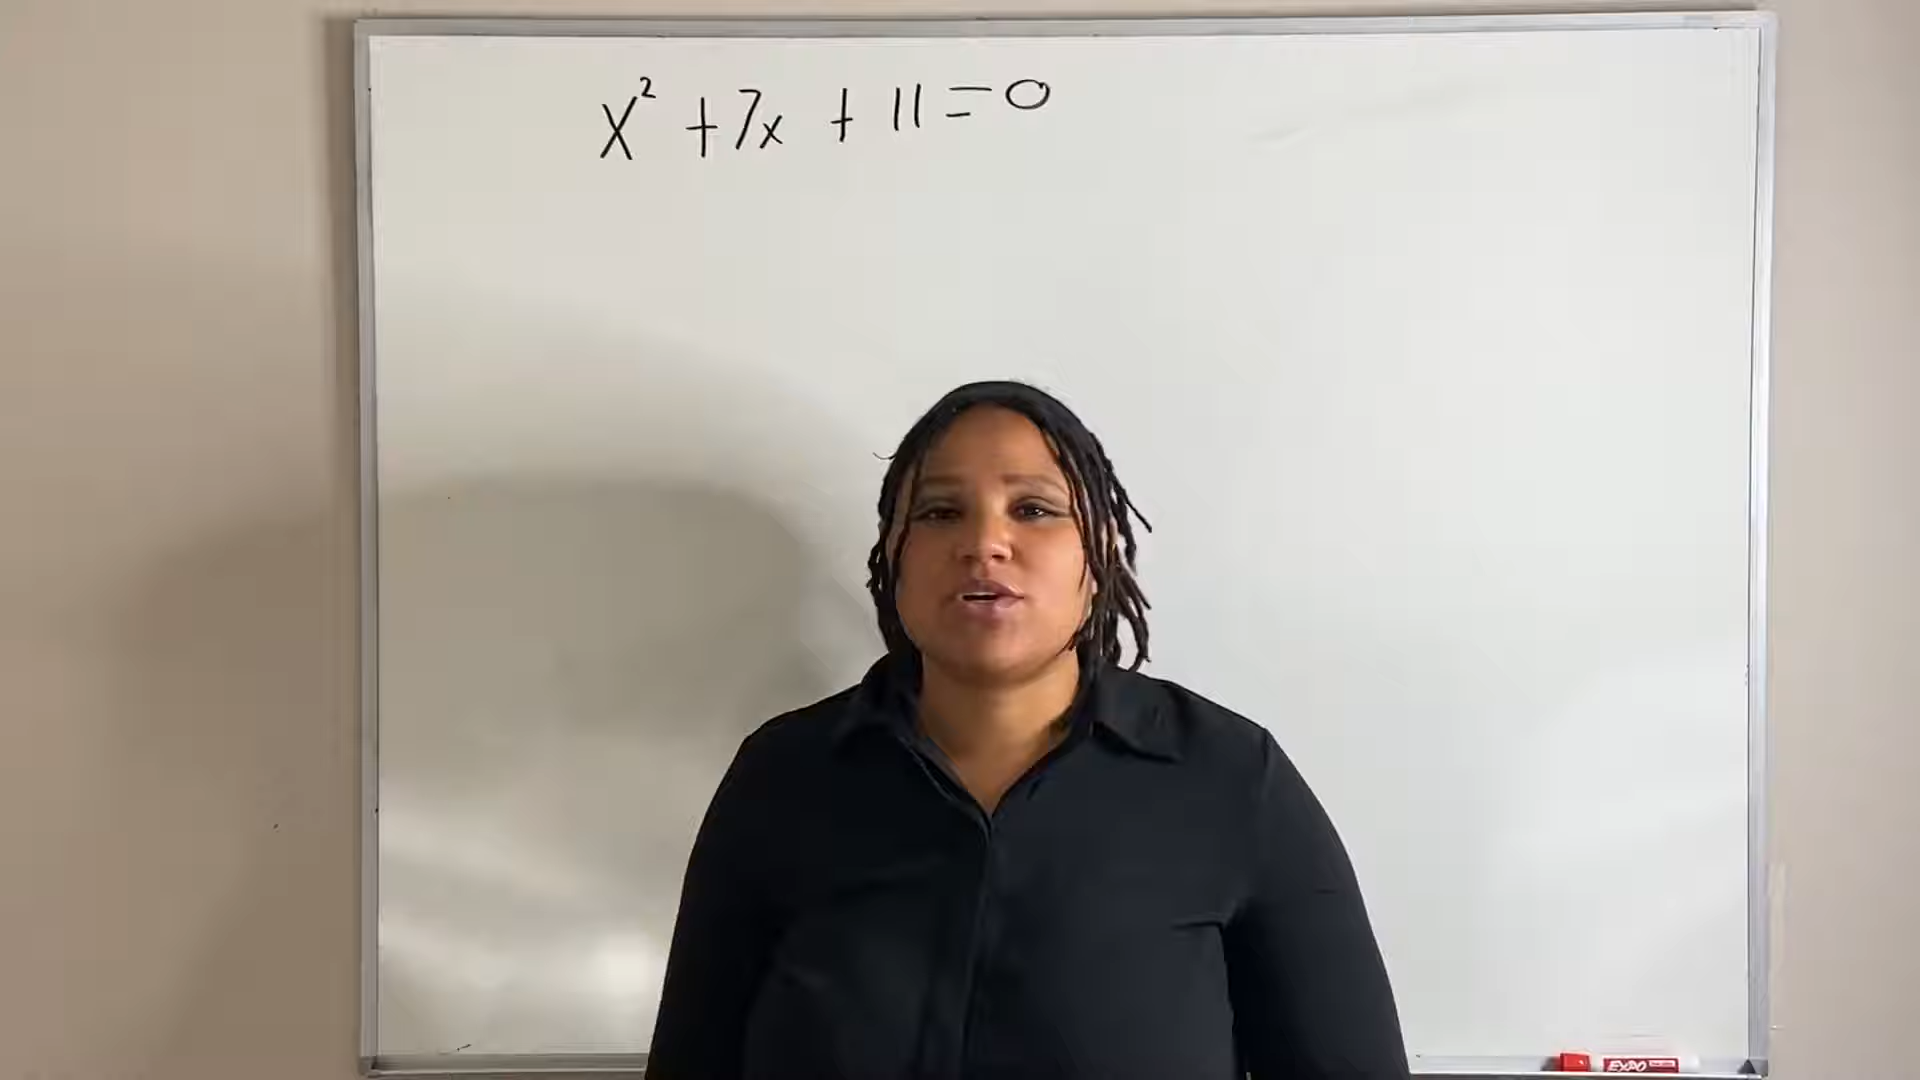 x² + 7x + 11 = 0
EXPO